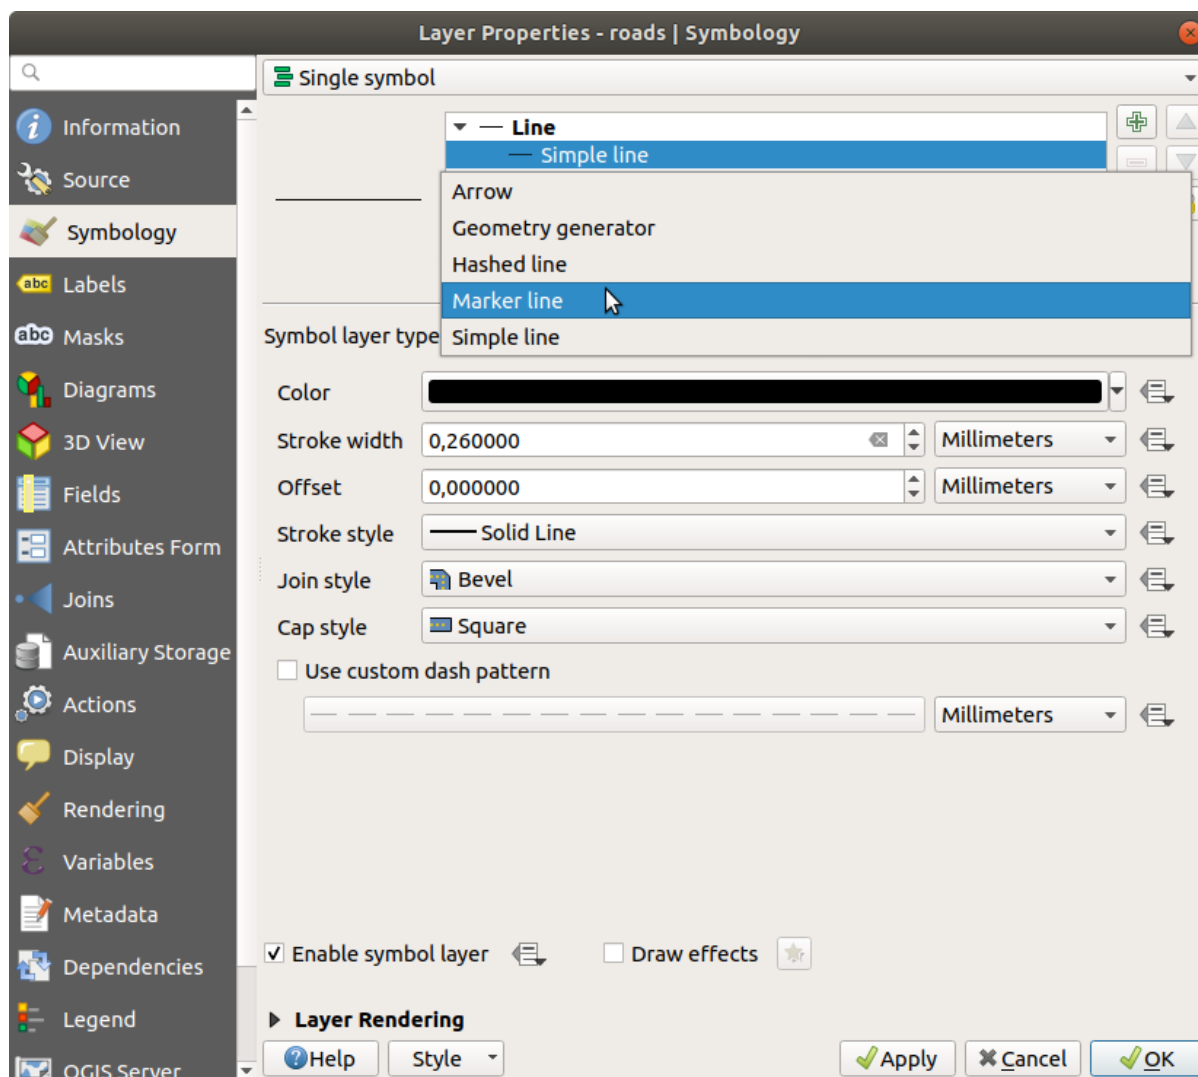 Layer Properties - roads | Symbology
Single symbol
Information
Source
Symbology
abc Labels
abc Masks
Diagrams
3D View
Fields
Attributes Form
Joins
Auxiliary Storage
Actions
Display
Rendering
Variables
Metadata
Dependencies
Legend
QGIS Server
Line
Simple line
Arrow
Geometry generator
Hashed line
Marker line
Simple line
Symbol layer type
Color
Stroke width 0,260000 Millimeters
Offset 0,000000 Millimeters
Stroke style Solid Line
Join style Bevel
Cap style Square
Use custom dash pattern
Millimeters
Enable symbol layer Draw effects
Layer Rendering
Help Style Apply Cancel OK